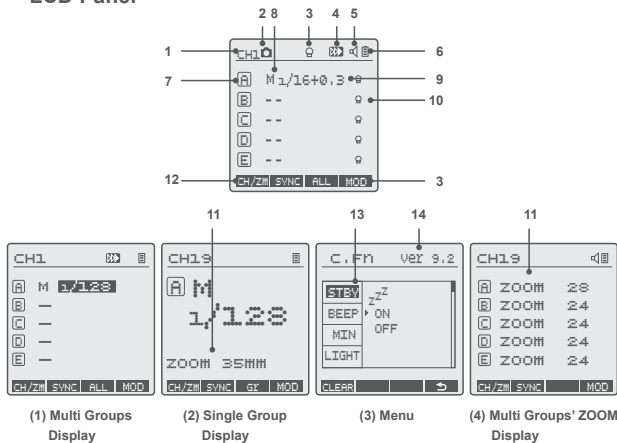 LCD Panel
2 8 3 4 5
1 CH1 6
7 A M 1/16+0.3 9
B -- 10
C --
D --
E --
12 CH/ZM SYNC ALL MOD 3
11 13 14 11
CH1
A M 1/128
B —
C —
D —
E —
CH/ZM SYNC ALL MOD
(1) Multi Groups
Display
CH19
A M
1/128
ZOOM 35MM
CH/ZM SYNC Gr MOD
(2) Single Group
Display
C.Fn Ver 9.2
STBY zzZ
BEEP ON
MIN OFF
LIGHT
CLEAR
(3) Menu
CH19
A ZOOM 28
B ZOOM 24
C ZOOM 24
D ZOOM 24
E ZOOM 24
CH/ZM SYNC MOD
(4) Multi Groups' ZOOM
Display